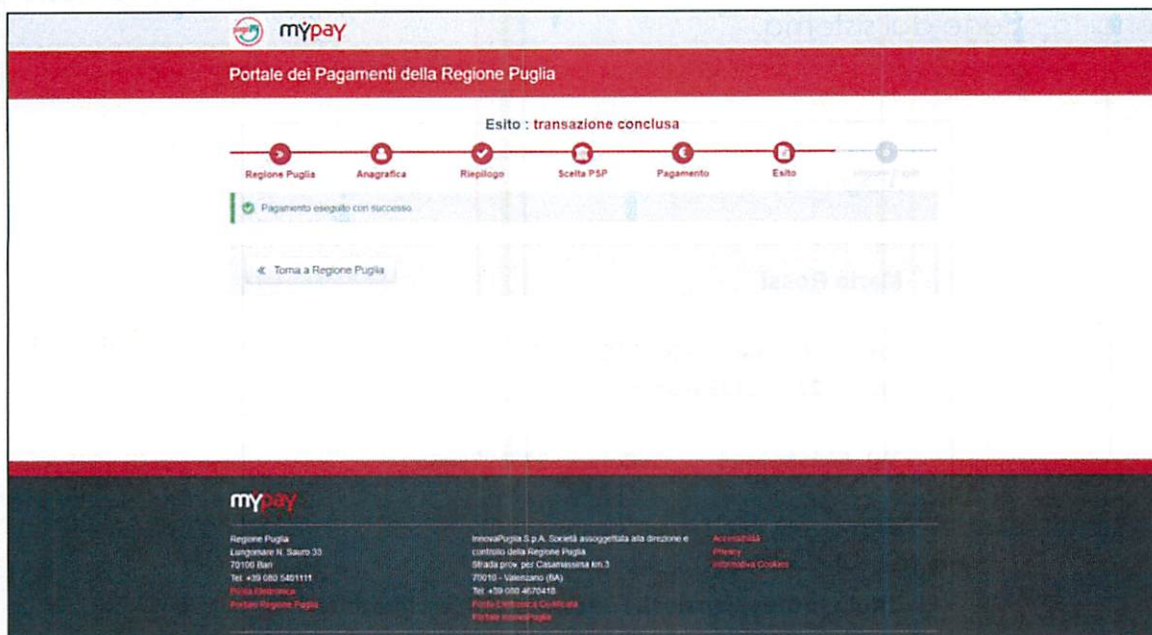 mypay
Portale dei Pagamenti della Regione Puglia
Esito : transazione conclusa
Regione Puglia
Anagrafica
Riepilogo
Scelta PSP
Pagamento
Esito
Pagamento eseguito con successo.
« Torna a Regione Puglia
mypay
Regione Puglia
Lungomare N. Sauro 33
70100 Bari
Tel. +39 080 5401111
Posta Elettronica
Portale Regione Puglia
InnovaPuglia S.p.A. Società assoggettata alla direzione e
controllo della Regione Puglia
Strada prov. per Casamassima km.3
70010 - Valenzano (BA)
Tel. +39 080 4670418
Posta Elettronica Certificata
Portale InnovaPuglia
Accessibilità
Privacy
Informativa Cookies